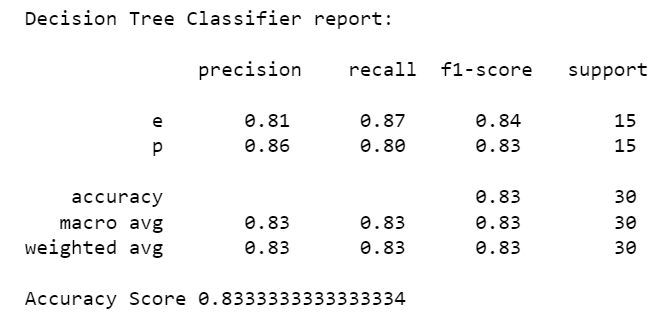 Decision Tree Classifier report:
precision recall f1-score support
e 0.81 0.87 0.84 15
p 0.86 0.80 0.83 15
accuracy 0.83 30
macro avg 0.83 0.83 0.83 30
weighted avg 0.83 0.83 0.83 30
Accuracy Score 0.8333333333333334